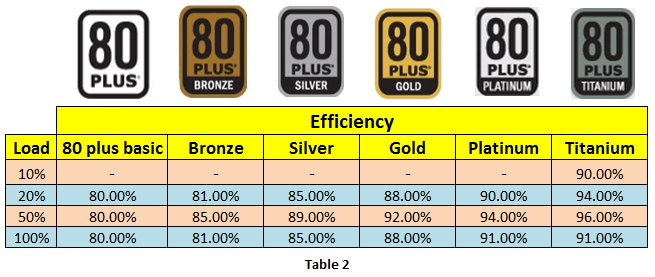 80 80 80 80 80 80
PLUS® PLUS® PLUS® PLUS® PLUS® PLUS®
BRONZE SILVER GOLD PLATINUM TITANIUM
Efficiency
Load 80 plus basic Bronze Silver Gold Platinum Titanium
10% - - - - - 90.00%
20% 80.00% 81.00% 85.00% 88.00% 90.00% 94.00%
50% 80.00% 85.00% 89.00% 92.00% 94.00% 96.00%
100% 80.00% 81.00% 85.00% 88.00% 91.00% 91.00%
Table 2